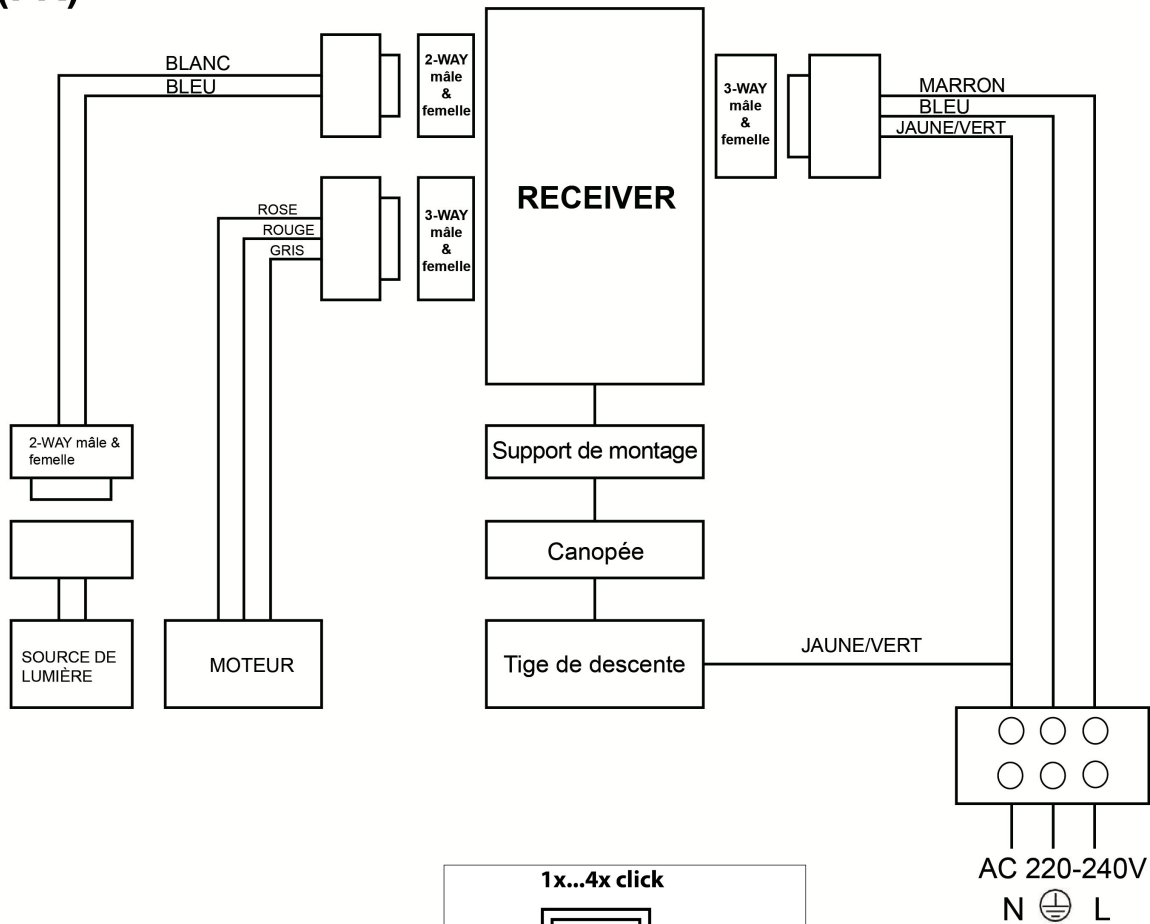 BLANC
BLEU
2-WAY
mâle
&
femelle
ROSE
ROUGE
GRIS
3-WAY
mâle
&
femelle
RECEIVER
3-WAY
mâle
&
femelle
MARRON
BLEU
JAUNE/VERT
2-WAY mâle &
femelle
SOURCE DE
LUMIÈRE
MOTEUR
Support de montage
Canopée
Tige de descente
JAUNE/VERT
AC 220-240V
N L
1x...4x click